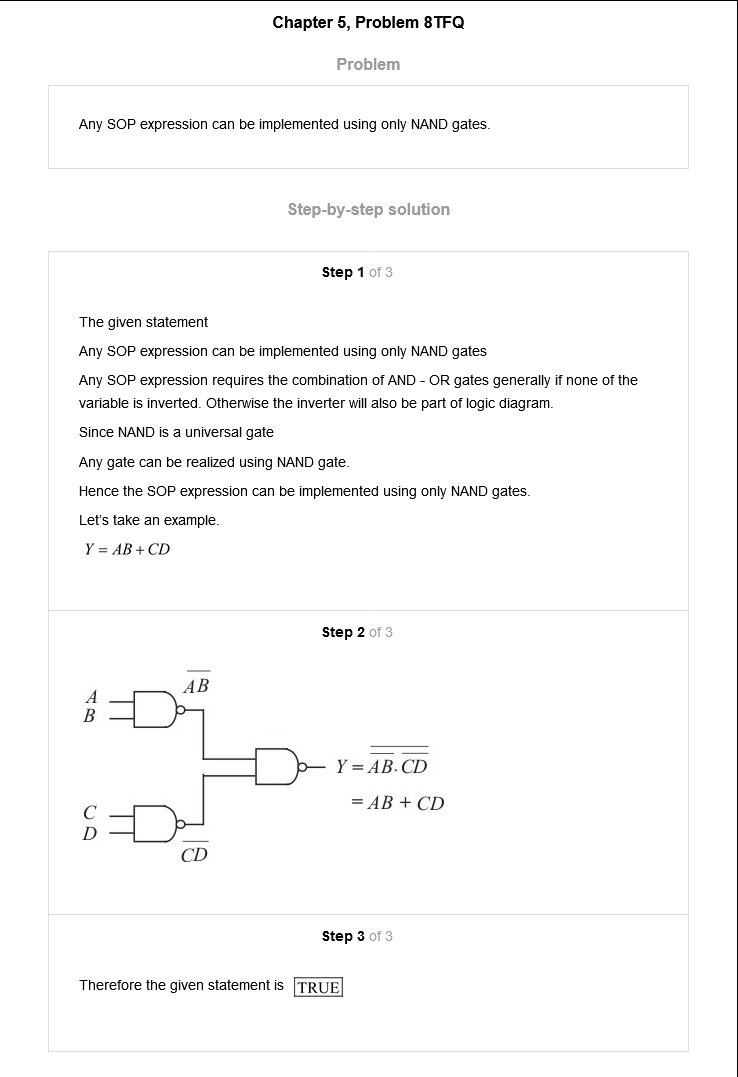 Chapter 5, Problem 8TFQ
Problem
Any SOP expression can be implemented using only NAND gates.
Step-by-step solution
Step 1 of 3
The given statement
Any SOP expression can be implemented using only NAND gates
Any SOP expression requires the combination of AND - OR gates generally if none of the
variable is inverted. Otherwise the inverter will also be part of logic diagram.
Since NAND is a universal gate
Any gate can be realized using NAND gate.
Hence the SOP expression can be implemented using only NAND gates.
Let's take an example.
Y = AB + CD
Step 2 of 3
A̅B̅
A
B
Y = \overline{\overline{AB}.\overline{CD}}
= AB + CD
C
D
C̅D̅
Step 3 of 3
Therefore the given statement is TRUE